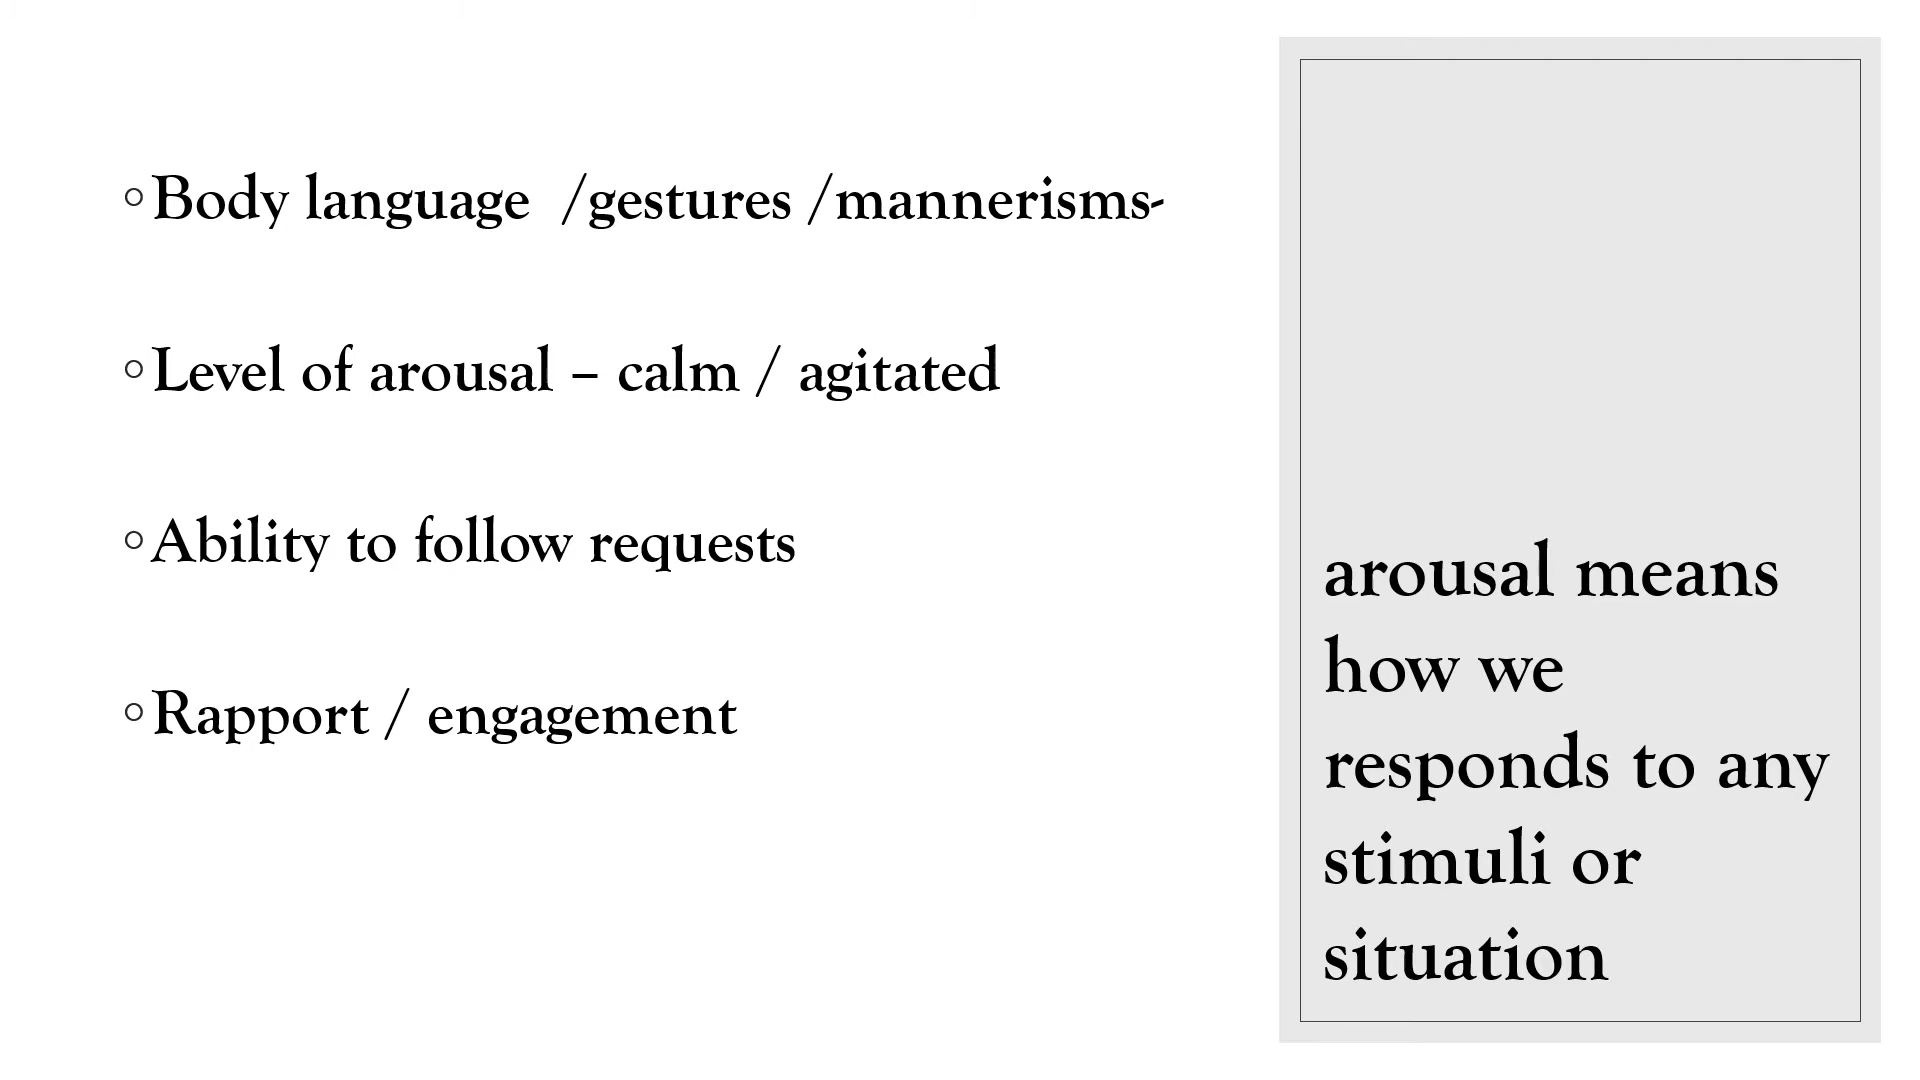 ◦Body language  /gestures /mannerisms-
◦Level of arousal – calm / agitated
◦Ability to follow requests
◦Rapport / engagement
arousal means
how we
responds to any
stimuli or
situation